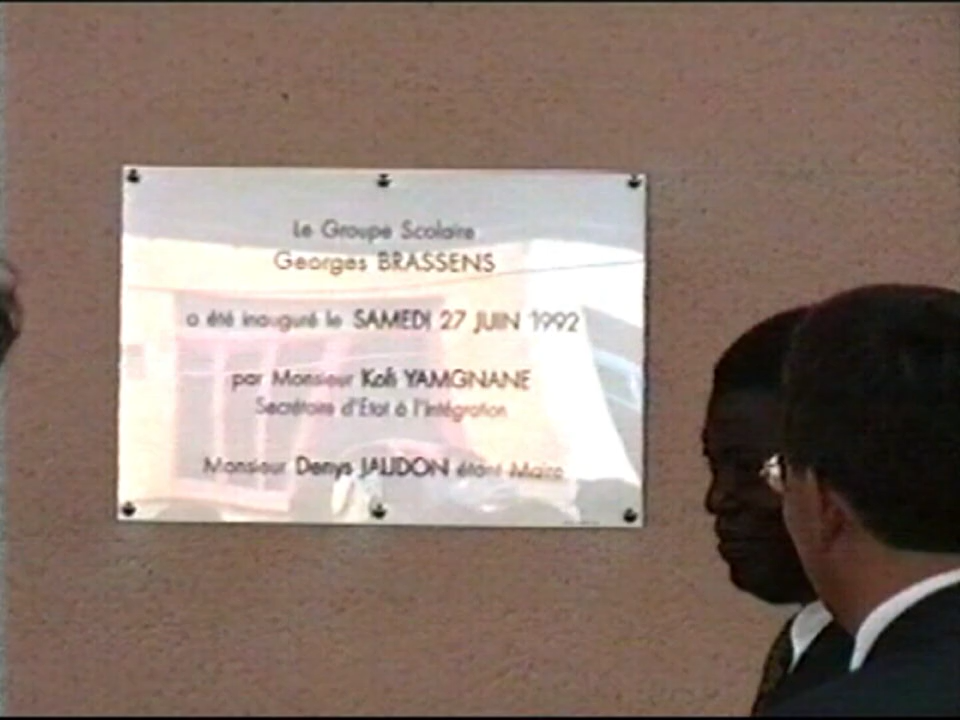 Le Groupe Scolaire
Georges BRASSENS
a été inauguré le SAMEDI 27 JUIN 1992
par Monsieur Kofi YAMGNANE
Secrétaire d'Etat à l'Intégration
Monsieur Denys JAUDON étant Maire